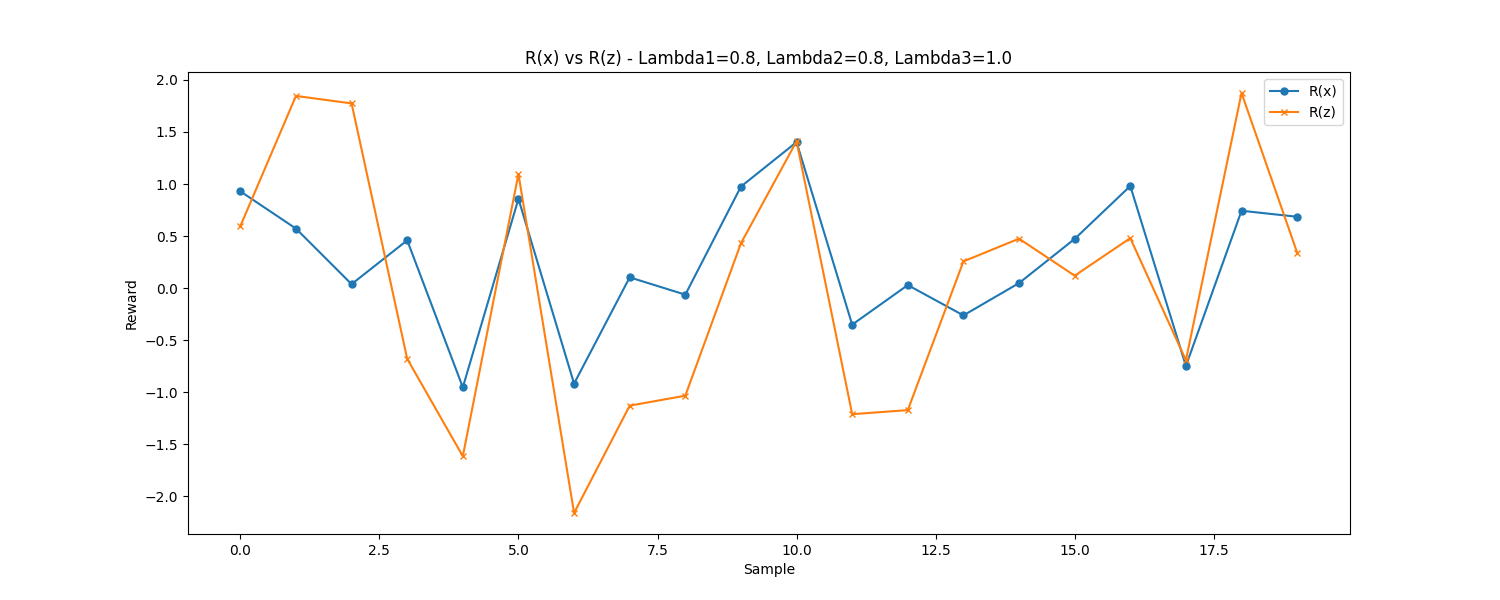 R(x) vs R(z) - Lambda1=0.8, Lambda2=0.8, Lambda3=1.0
R(x)
R(z)
2.0
1.5
1.0
0.5
0.0
−0.5
−1.0
−1.5
−2.0
Reward
0.0 2.5 5.0 7.5 10.0 12.5 15.0 17.5
Sample